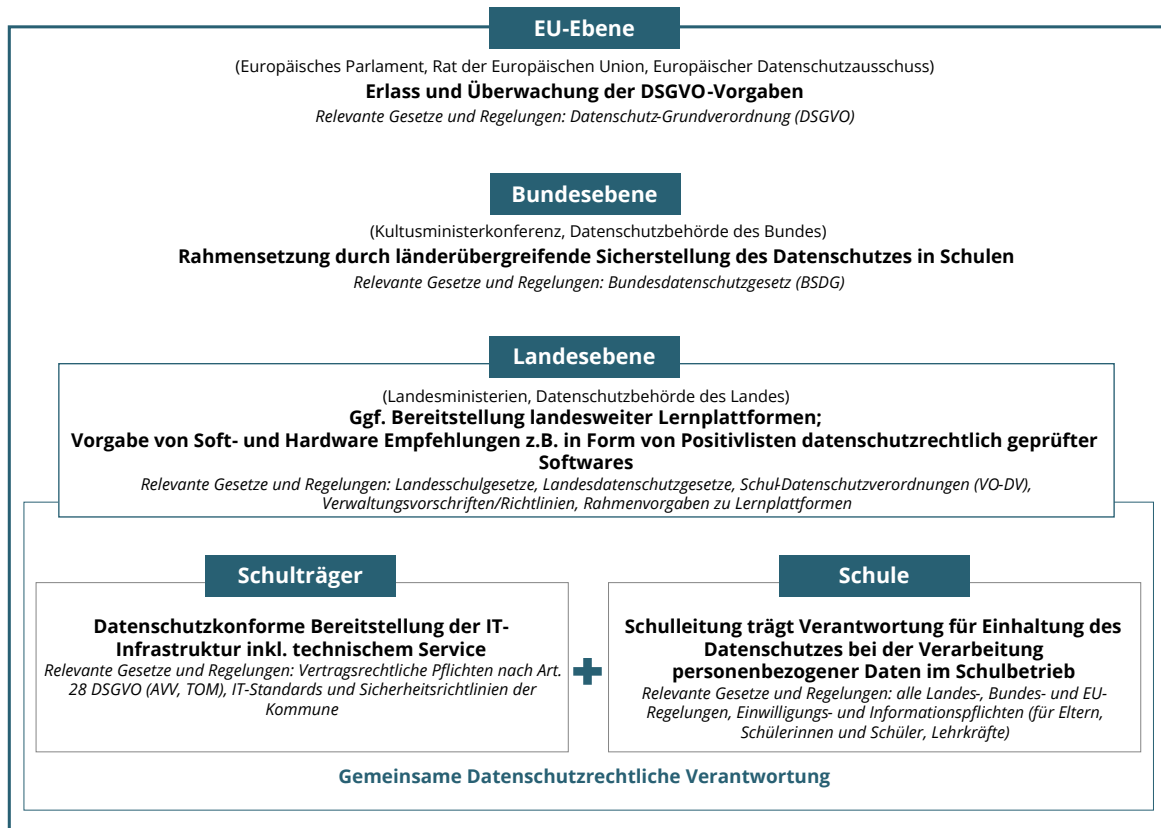 EU-Ebene
(Europäisches Parlament, Rat der Europäischen Union, Europäischer Datenschutzausschuss)
Erlass und Überwachung der DSGVO-Vorgaben
Relevante Gesetze und Regelungen: Datenschutz-Grundverordnung (DSGVO)
Bundesebene
(Kultusministerkonferenz, Datenschutzbehörde des Bundes)
Rahmensetzung durch länderübergreifende Sicherstellung des Datenschutzes in Schulen
Relevante Gesetze und Regelungen: Bundesdatenschutzgesetz (BSDG)
Landesebene
(Landesministerien, Datenschutzbehörde des Landes)
Ggf. Bereitstellung landesweiter Lernplattformen;
Vorgabe von Soft- und Hardware Empfehlungen z.B. in Form von Positivlisten datenschutzrechtlich geprüfter
Softwares
Relevante Gesetze und Regelungen: Landesschulgesetze, Landesdatenschutzgesetze, Schul-Datenschutzverordnungen (VO-DV),
Verwaltungsvorschriften/Richtlinien, Rahmenvorgaben zu Lernplattformen
Schulträger
Datenschutzkonforme Bereitstellung der IT-
Infrastruktur inkl. technischem Service
Relevante Gesetze und Regelungen: Vertragsrechtliche Pflichten nach Art.
28 DSGVO (AVV, TOM), IT-Standards und Sicherheitsrichtlinien der
Kommune
Schule
Schulleitung trägt Verantwortung für Einhaltung des
Datenschutzes bei der Verarbeitung
personenbezogener Daten im Schulbetrieb
Relevante Gesetze und Regelungen: alle Landes-, Bundes- und EU-
Regelungen, Einwilligungs- und Informationspflichten (für Eltern,
Schülerinnen und Schüler, Lehrkräfte)
Gemeinsame Datenschutzrechtliche Verantwortung